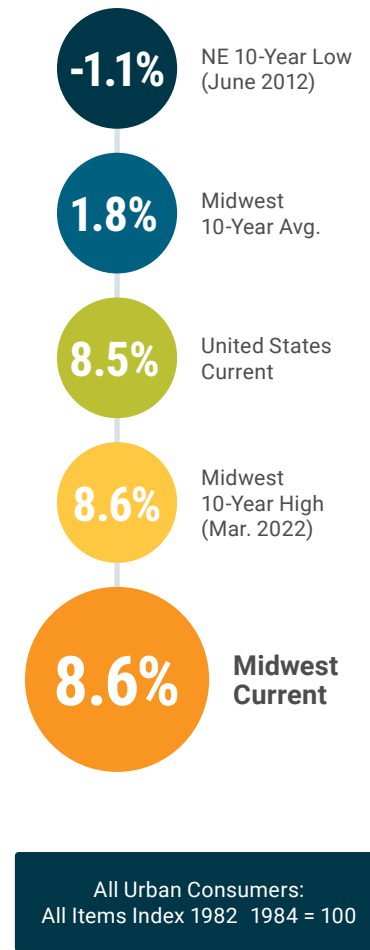 -1.1%
NE 10-Year Low
(June 2012)
1.8%
Midwest
10-Year Avg.
8.5%
United States
Current
8.6%
Midwest
10-Year High
(Mar. 2022)
8.6%
Midwest
Current
All Urban Consumers:
All Items Index 1982 1984 = 100